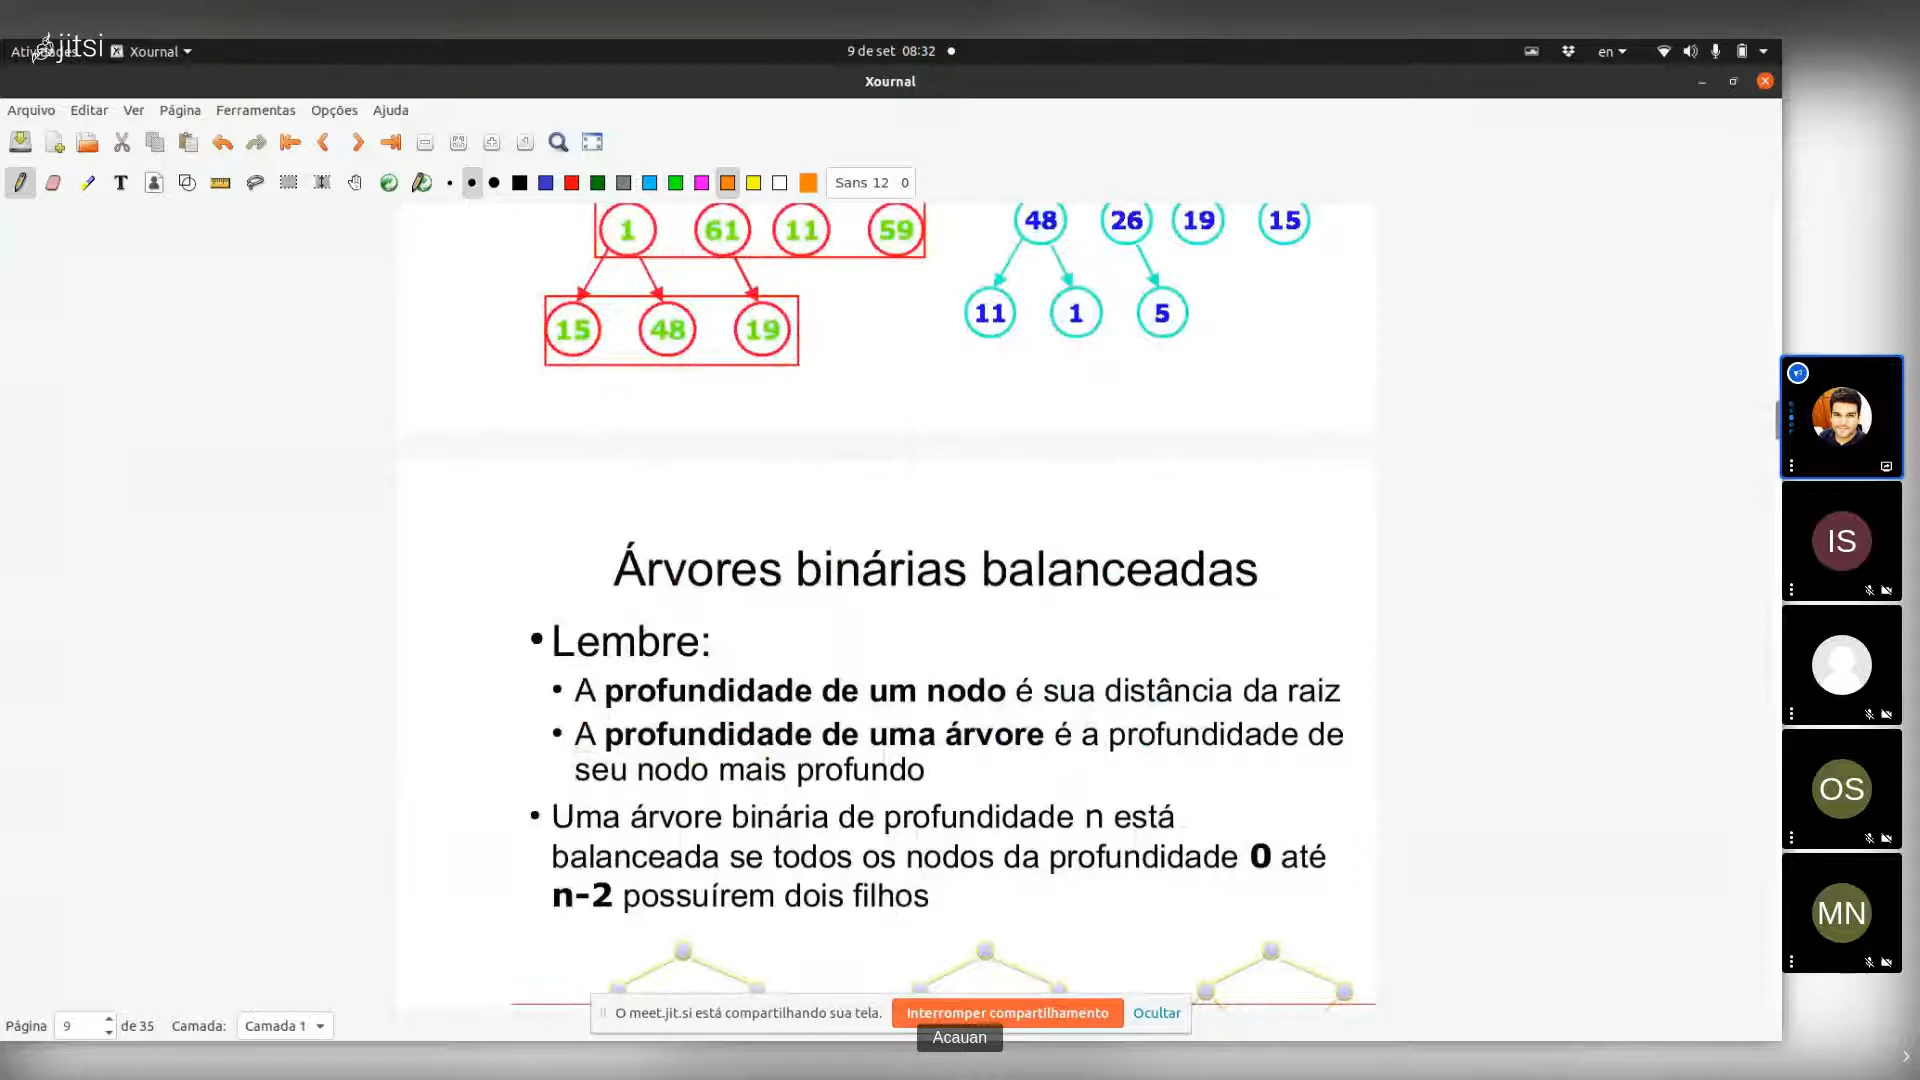 jitsi
Xournal
9 de set 08:32
en
Xournal
Arquivo Editar Ver Página Ferramentas Opções Ajuda
T Sans 12 0
1 61 11 59
48 26 19 15
15 48 19
11 1 5
Árvores binárias balanceadas
• Lembre:
• A profundidade de um nodo é sua distância da raiz
• A profundidade de uma árvore é a profundidade de
seu nodo mais profundo
• Uma árvore binária de profundidade n está
balanceada se todos os nodos da profundidade 0 até
n-2 possuírem dois filhos
IS
OS
MN
O meet.jit.si está compartilhando sua tela. Interromper compartilhamento Ocultar
Página 9 de 35 Camada: Camada 1
Acauan